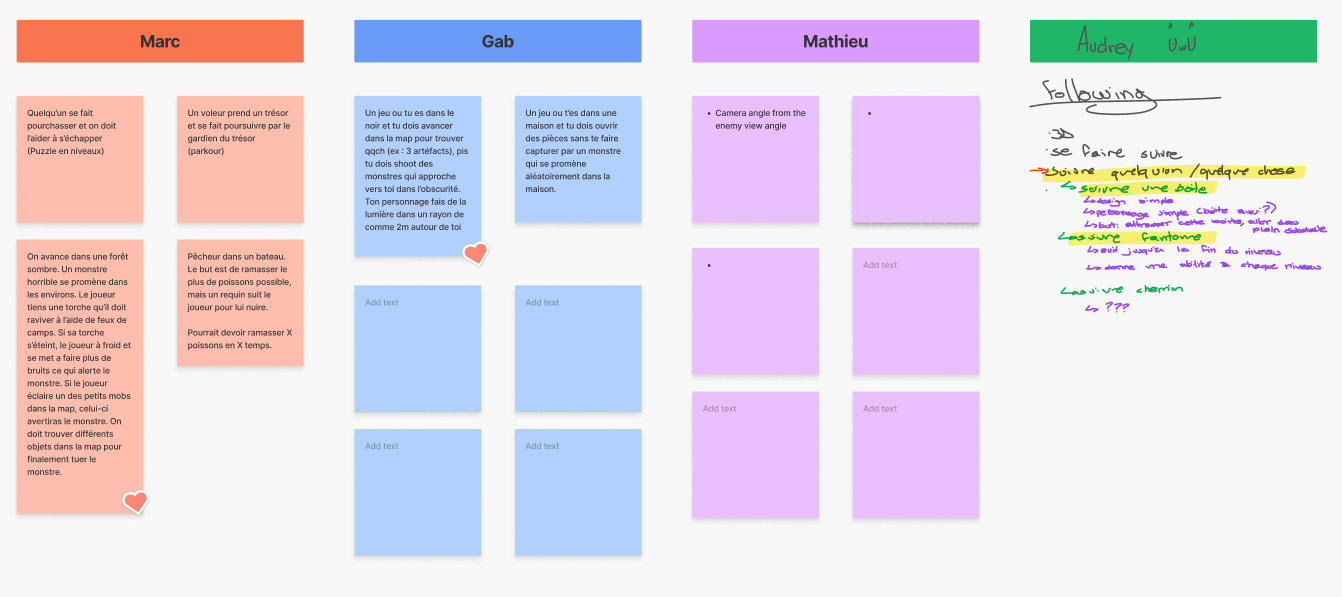 Marc
Quelqu'un se fait
pourchasser et on doit
l'aider à s'échapper
(Puzzle en niveaux)
Un voleur prend un trésor
et se fait poursuivre par le
gardien du trésor
(parkour)
On avance dans une forêt
sombre. Un monstre
horrible se promène dans
les environs. Le joueur
tiens une torche qu'il doit
raviver à l'aide de feux de
camps. Si sa torche
s'éteint, le joueur à froid et
se met a faire plus de
bruits ce qui alerte le
monstre. Si le joueur
éclaire un des petits mobs
dans la map, celui-ci
avertiras le monstre. On
doit trouver différents
objets dans la map pour
finalement tuer le
monstre.
Pêcheur dans un bateau.
Le but est de ramasser le
plus de poissons possible,
mais un requin suit le
joueur pour lui nuire.
Pourrait devoir ramasser X
poissons en X temps.
Gab
Un jeu ou tu es dans le
noir et tu dois avancer
dans la map pour trouver
qqch (ex : 3 artéfacts), pis
tu dois shoot des
monstres qui approche
vers toi dans l'obscurité.
Ton personnage fais de la
lumière dans un rayon de
comme 2m autour de toi
Un jeu ou t'es dans une
maison et tu dois ouvrir
des pièces sans te faire
capturer par un monstre
qui se promène
aléatoirement dans la
maison.
Add text
Add text
Add text
Add text
Mathieu
• Camera angle from the
enemy view angle
•
•
Add text
Add text
Add text
Audrey UwU
Following
·3D
·se faire suivre
→ suivre quelqu'un / quelque chose
↳ suivre une boîte
↳ design simple
↳ personnage simple (boîte aussi ??)
↳ but: attraper cette boîte, aller dans
plein
↳ suivre fantome
↳ suit jusqu'à la fin du niveau
↳ donne une abilité à chaque niveau
↳ suivre chemin
↳ ???